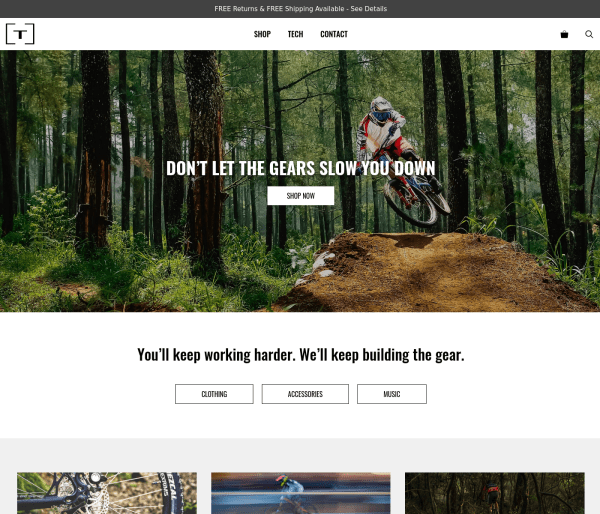 FREE Returns & FREE Shipping Available - See Details
[T]
SHOP TECH CONTACT
DON'T LET THE GEARS SLOW YOU DOWN
SHOP NOW
You'll keep working harder. We'll keep building the gear.
CLOTHING ACCESSORIES MUSIC